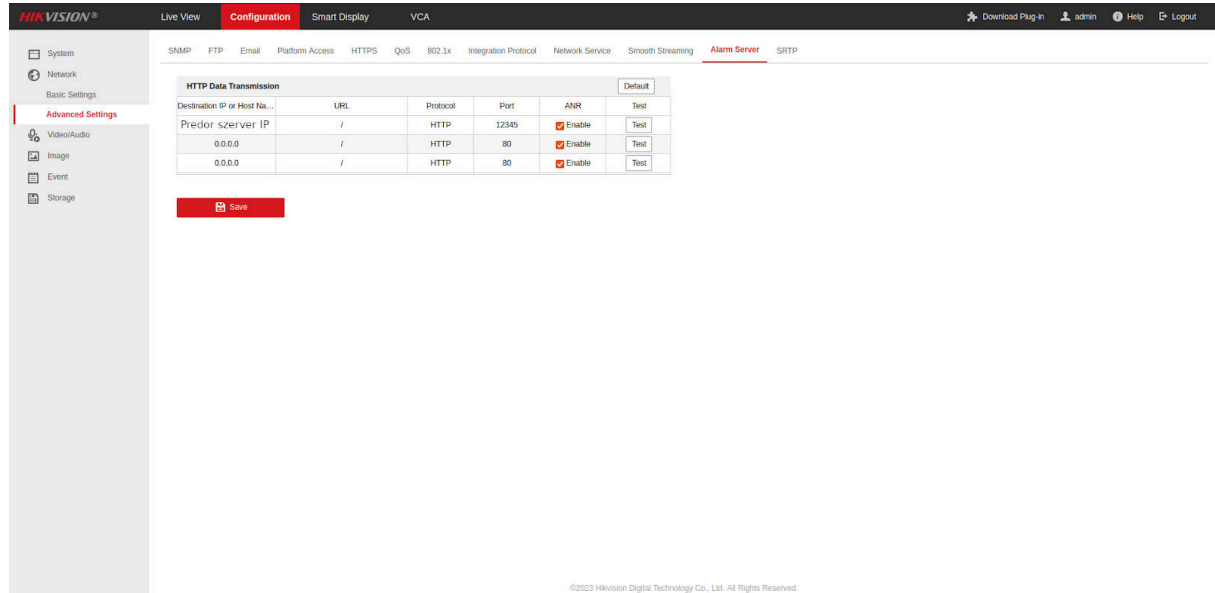 HIKVISION® Live View Configuration Smart Display VCA Download Plug-in admin Help Logout
System
Network
Basic Settings
Advanced Settings
Video/Audio
Image
Event
Storage
SNMP FTP Email Platform Access HTTPS QoS 802.1x Integration Protocol Network Service Smooth Streaming Alarm Server SRTP
HTTP Data Transmission Default
Destination IP or Host Na... URL Protocol Port ANR Test
Predor szerver IP / HTTP 12345 Enable Test
0.0.0.0 / HTTP 80 Enable Test
0.0.0.0 / HTTP 80 Enable Test
Save
©2023 Hikvision Digital Technology Co., Ltd. All Rights Reserved.